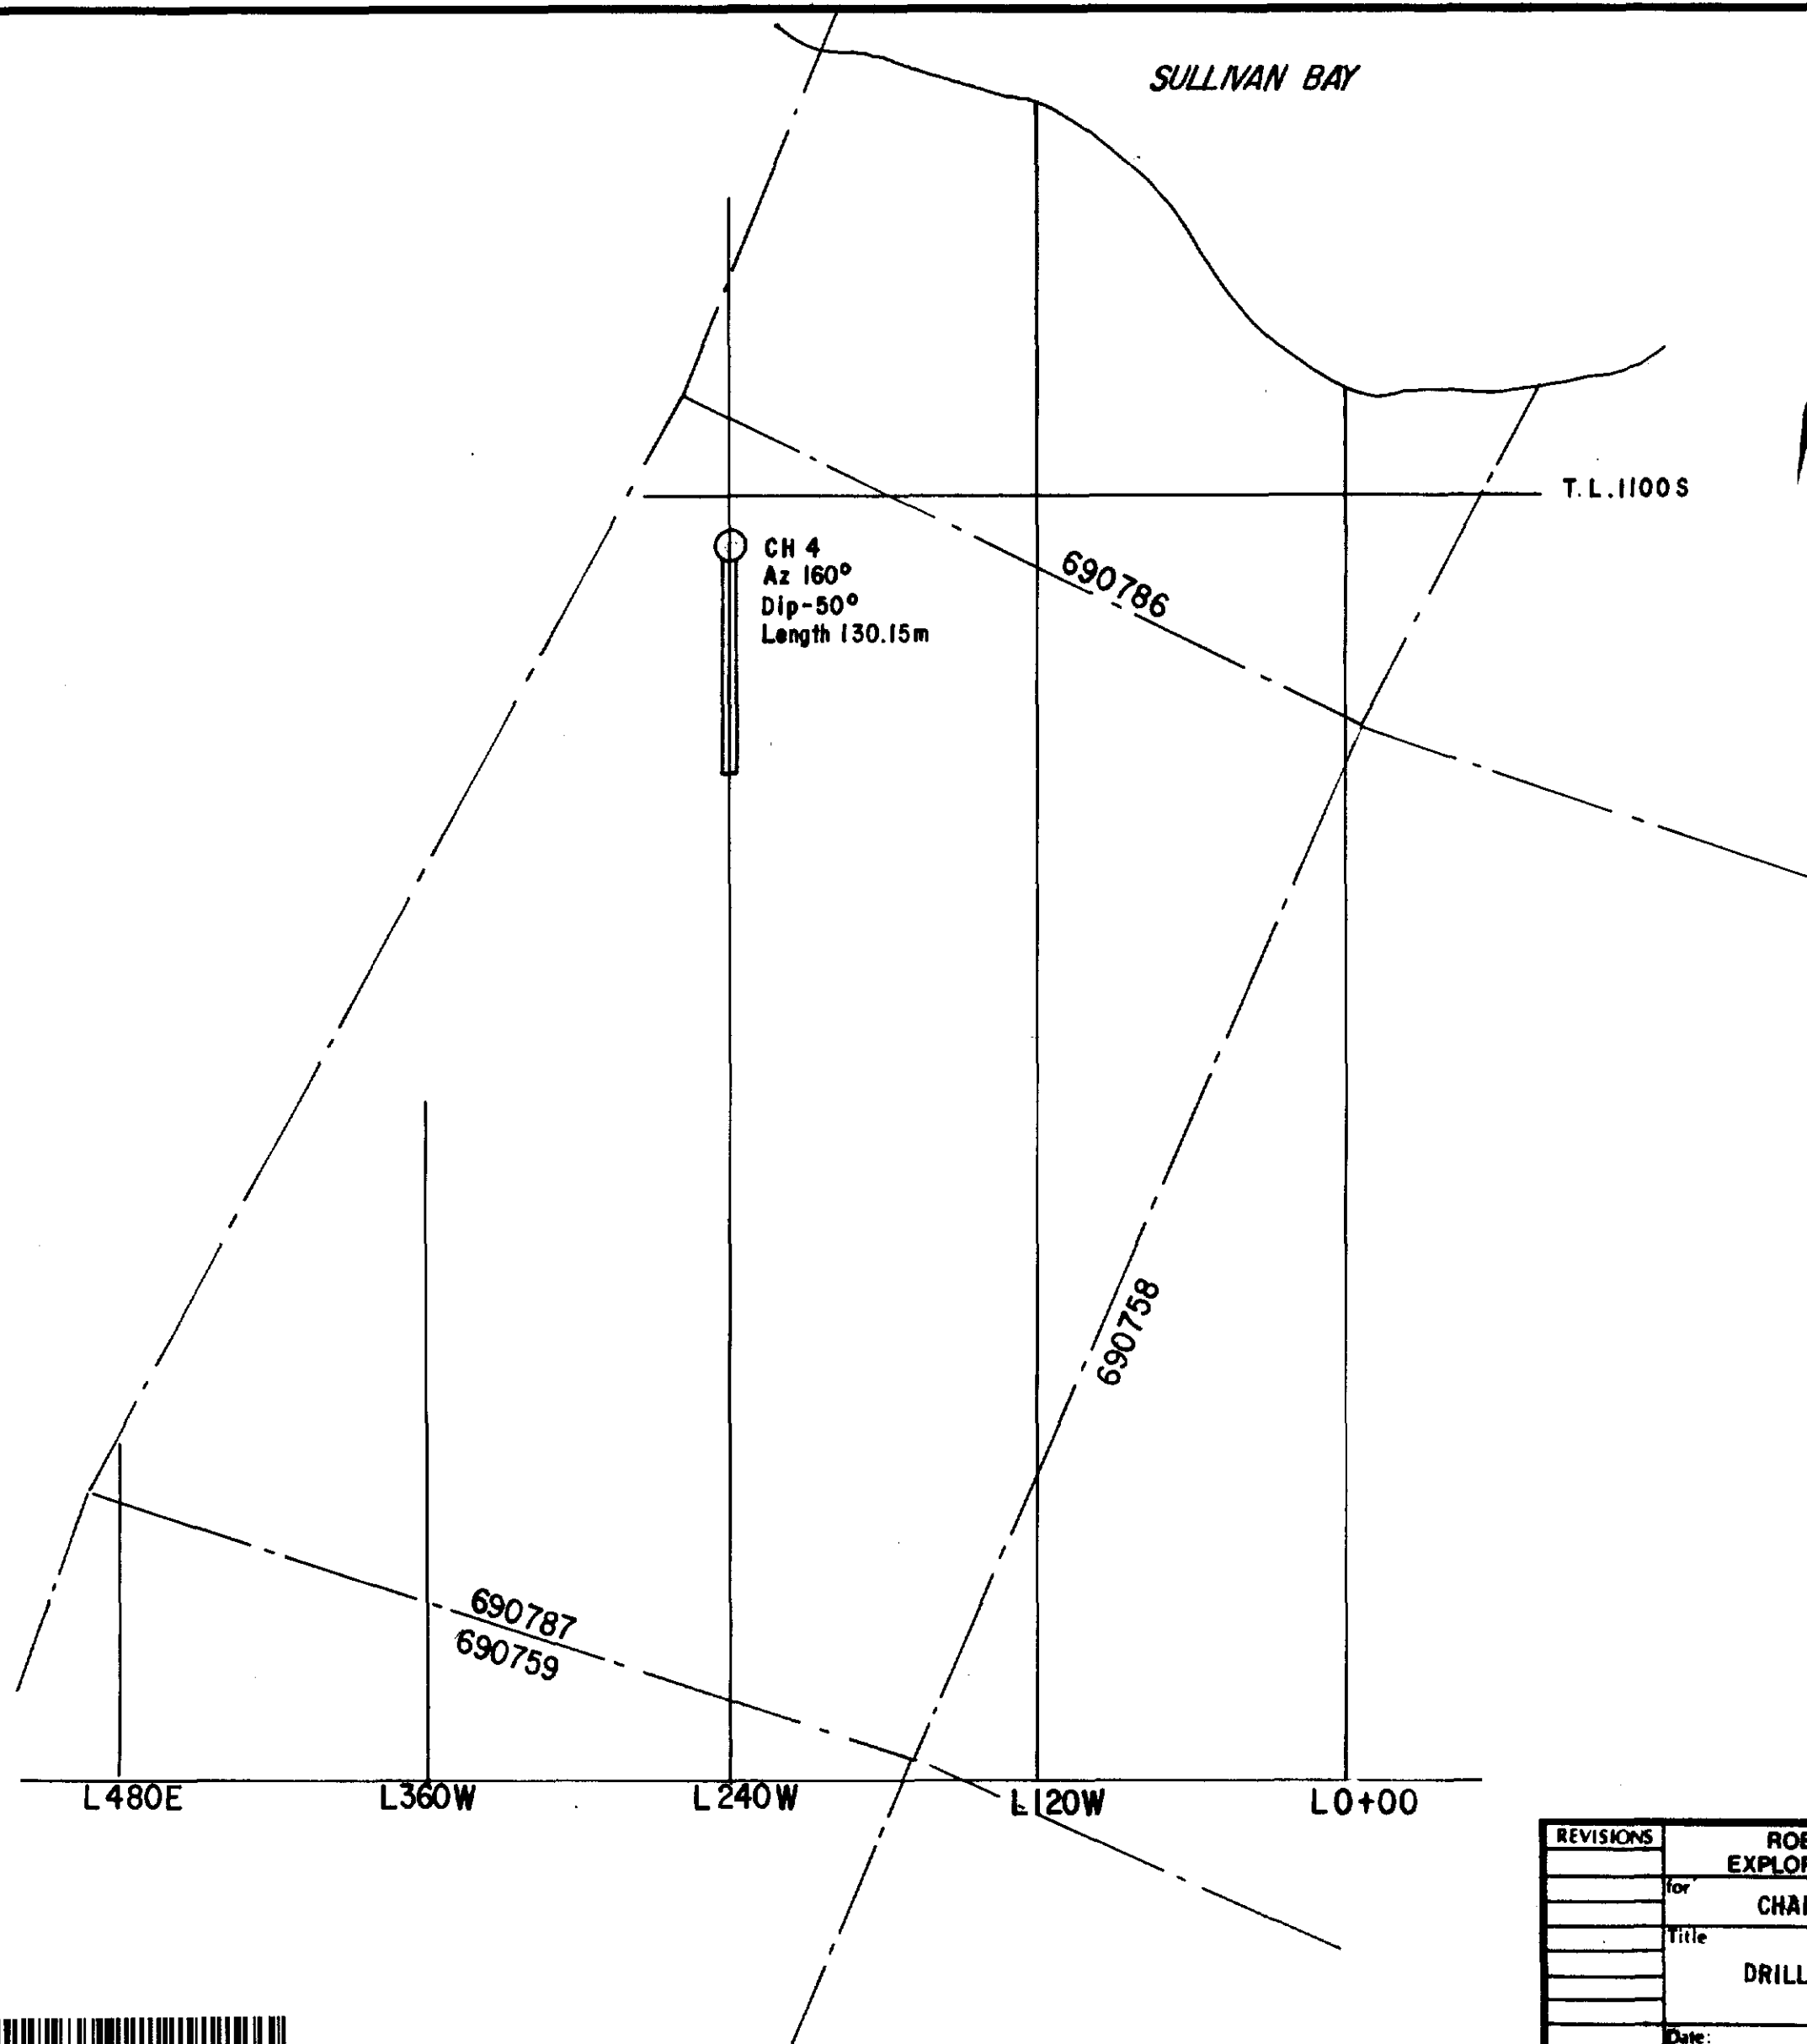 SULLIVAN BAY
T.L.1100S
CH 4
Az 160°
Dip-50°
Length 130.15m
690786
690758
690787
690759
L480E L360W L240W L120W L0+00
REVISIONS
for
Title
DRILL
Date: